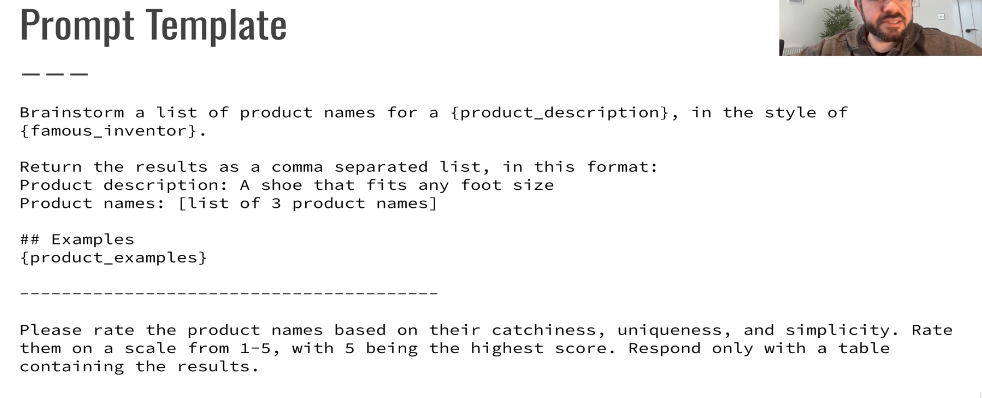 Prompt Template
———
Brainstorm a list of product names for a {product_description}, in the style of
{famous_inventor}.
Return the results as a comma separated list, in this format:
Product description: A shoe that fits any foot size
Product names: [list of 3 product names]
## Examples
{product_examples}
----------------------------------------
Please rate the product names based on their catchiness, uniqueness, and simplicity. Rate
them on a scale from 1-5, with 5 being the highest score. Respond only with a table
containing the results.